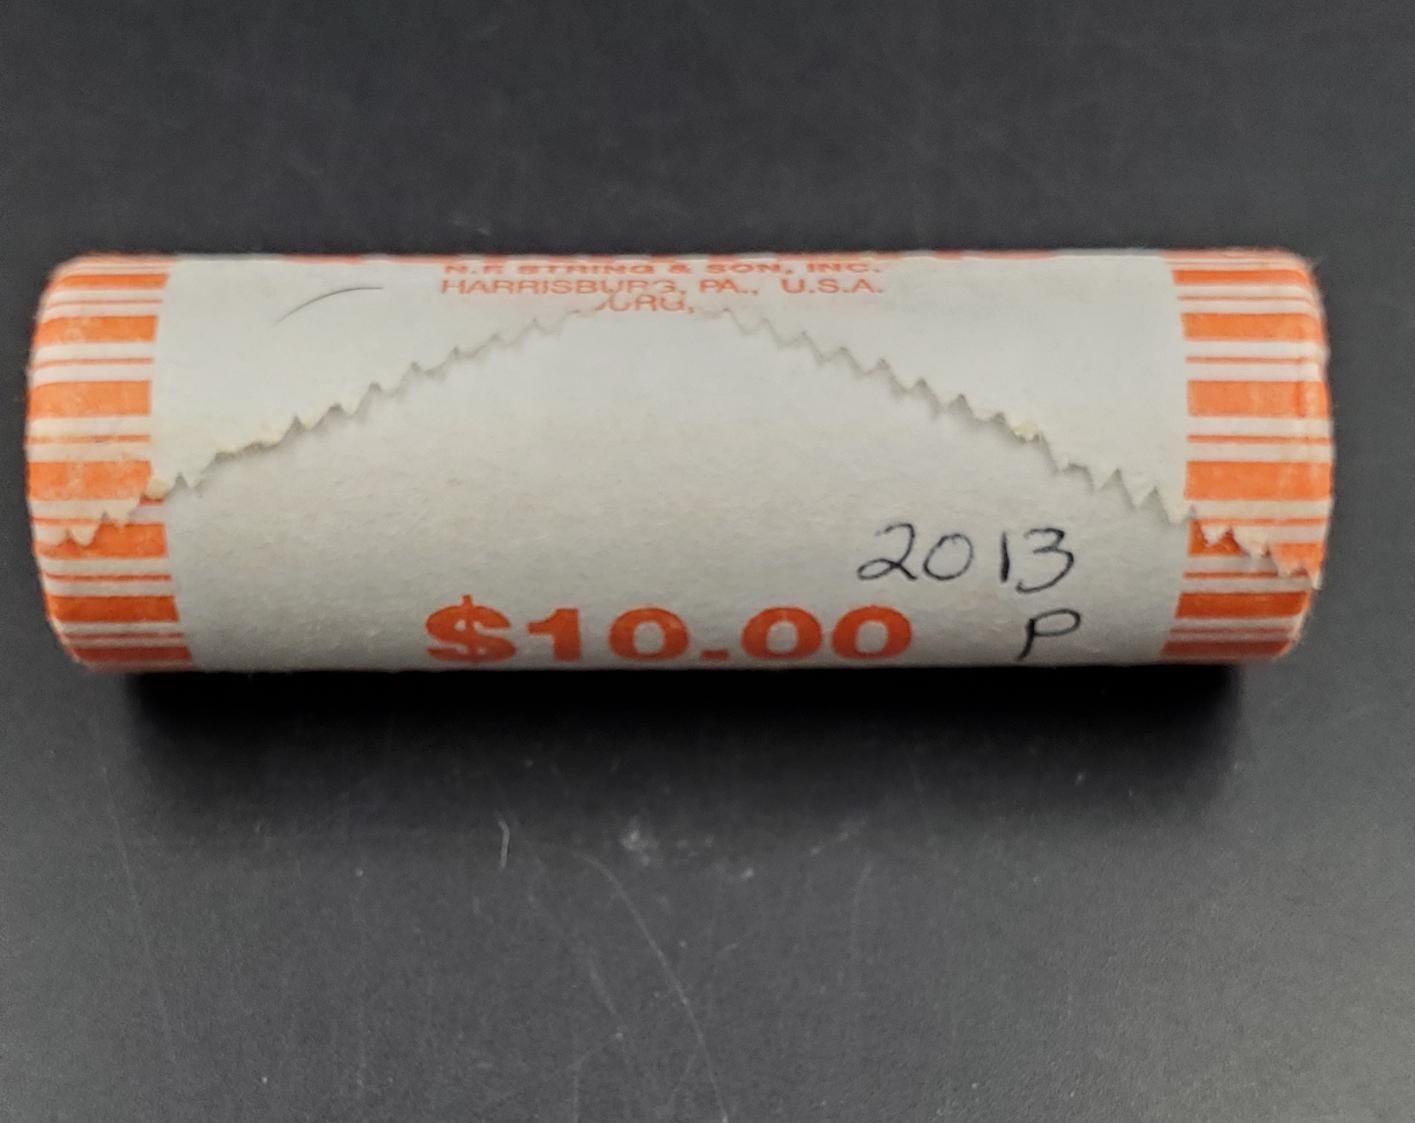 N.F. STRING & SON, INC.
HARRISBURG, PA., U.S.A.
2013
$10.00 P